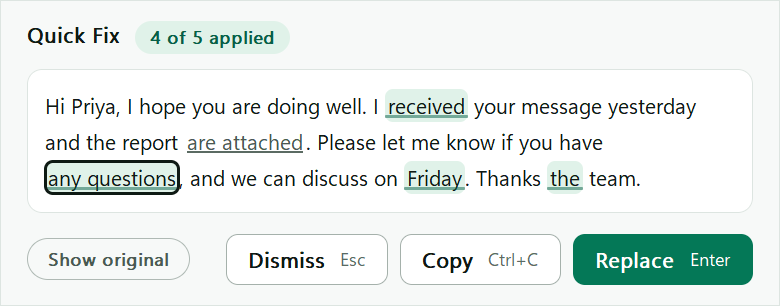 Quick Fix 4 of 5 applied
Hi Priya, I hope you are doing well. I received your message yesterday
and the report are attached. Please let me know if you have
any questions, and we can discuss on Friday. Thanks the team.
Show original Dismiss Esc Copy Ctrl+C Replace Enter